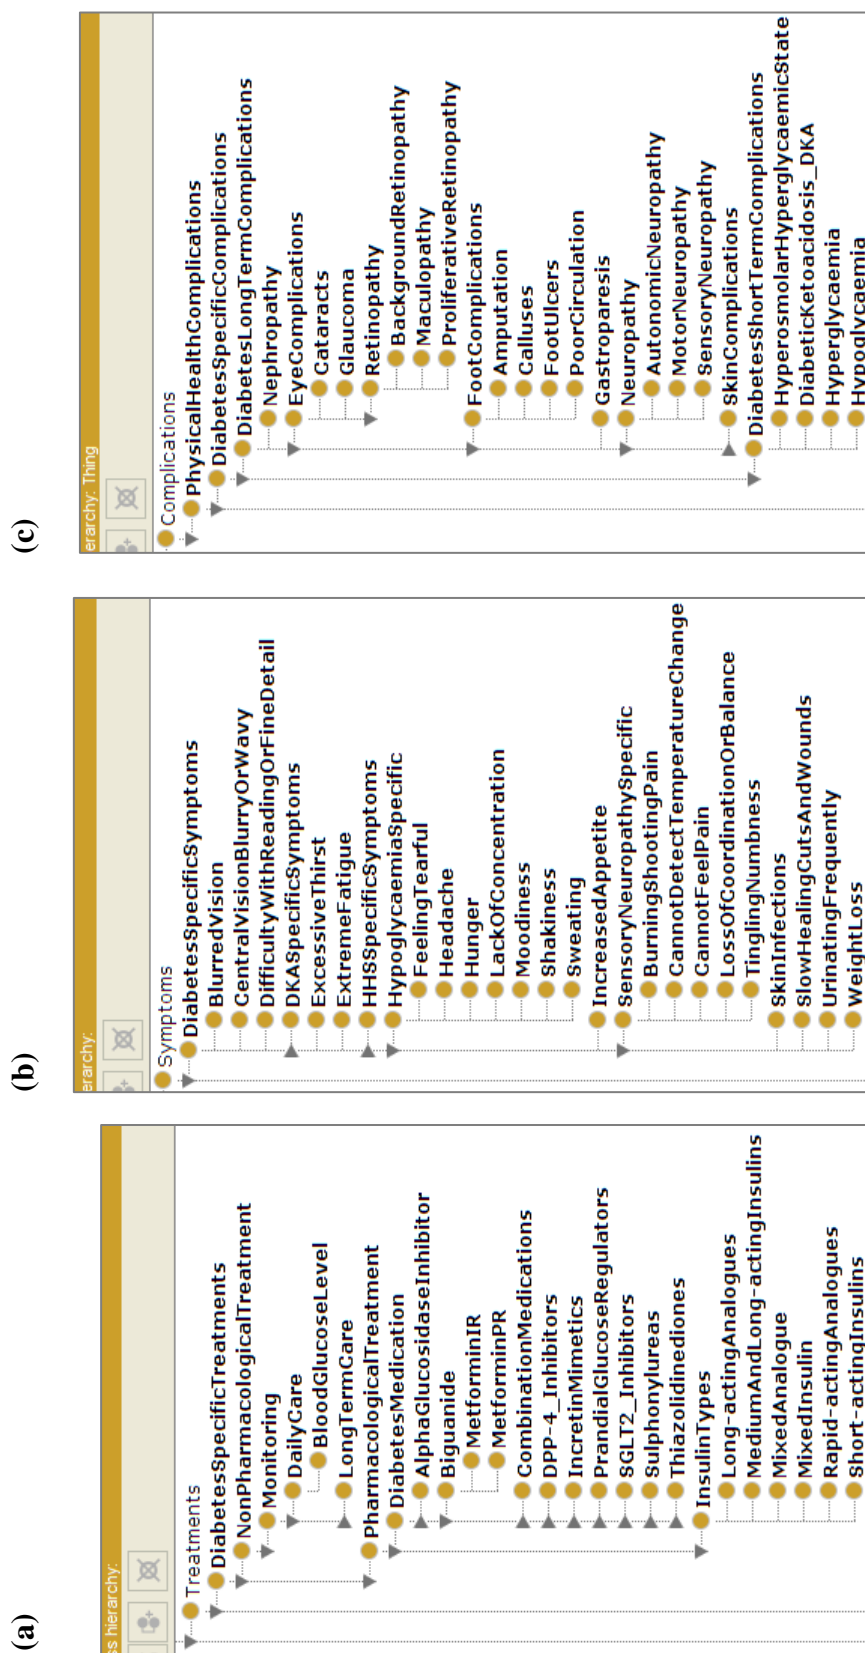 (a)
ss hierarchy:
Treatments
DiabetesSpecificTreatments
NonPharmacologicalTreatment
Monitoring
DailyCare
BloodGlucoseLevel
LongTermCare
PharmacologicalTreatment
DiabetesMedication
AlphaGlucosidaseInhibitor
Biguanide
MetforminIR
MetforminPR
CombinationMedications
DPP-4_Inhibitors
IncretinMimetics
PrandialGlucoseRegulators
SGLT2_Inhibitors
Sulphonylureas
Thiazolidinediones
InsulinTypes
Long-actingAnalogues
MediumAndLong-actingInsulins
MixedAnalogue
MixedInsulin
Rapid-actingAnalogues
Short-actingInsulins
(b)
erarchy:
Symptoms
DiabetesSpecificSymptoms
BlurredVision
CentralVisionBlurryOrWavy
DifficultyWithReadingOrFineDetail
DKASpecificSymptoms
ExcessiveThirst
ExtremeFatigue
HHSSpecificSymptoms
HypoglycaemiaSpecific
FeelingTearful
Headache
Hunger
LackOfConcentration
Moodiness
Shakiness
Sweating
IncreasedAppetite
SensoryNeuropathySpecific
BurningShootingPain
CannotDetectTemperatureChange
CannotFeelPain
LossOfCoordinationOrBalance
TinglingNumbness
SkinInfections
SlowHealingCutsAndWounds
UrinatingFrequently
WeightLoss
(c)
erarchy: Thing
Complications
PhysicalHealthComplications
DiabetesSpecificComplications
DiabetesLongTermComplications
Nephropathy
EyeComplications
Cataracts
Glaucoma
Retinopathy
BackgroundRetinopathy
Maculopathy
ProliferativeRetinopathy
FootComplications
Amputation
Calluses
FootUlcers
PoorCirculation
Gastroparesis
Neuropathy
AutonomicNeuropathy
MotorNeuropathy
SensoryNeuropathy
SkinComplications
DiabetesShortTermComplications
HyperosmolarHyperglycaemicState
DiabeticKetoacidosis_DKA
Hyperglycaemia
Hypoglycaemia